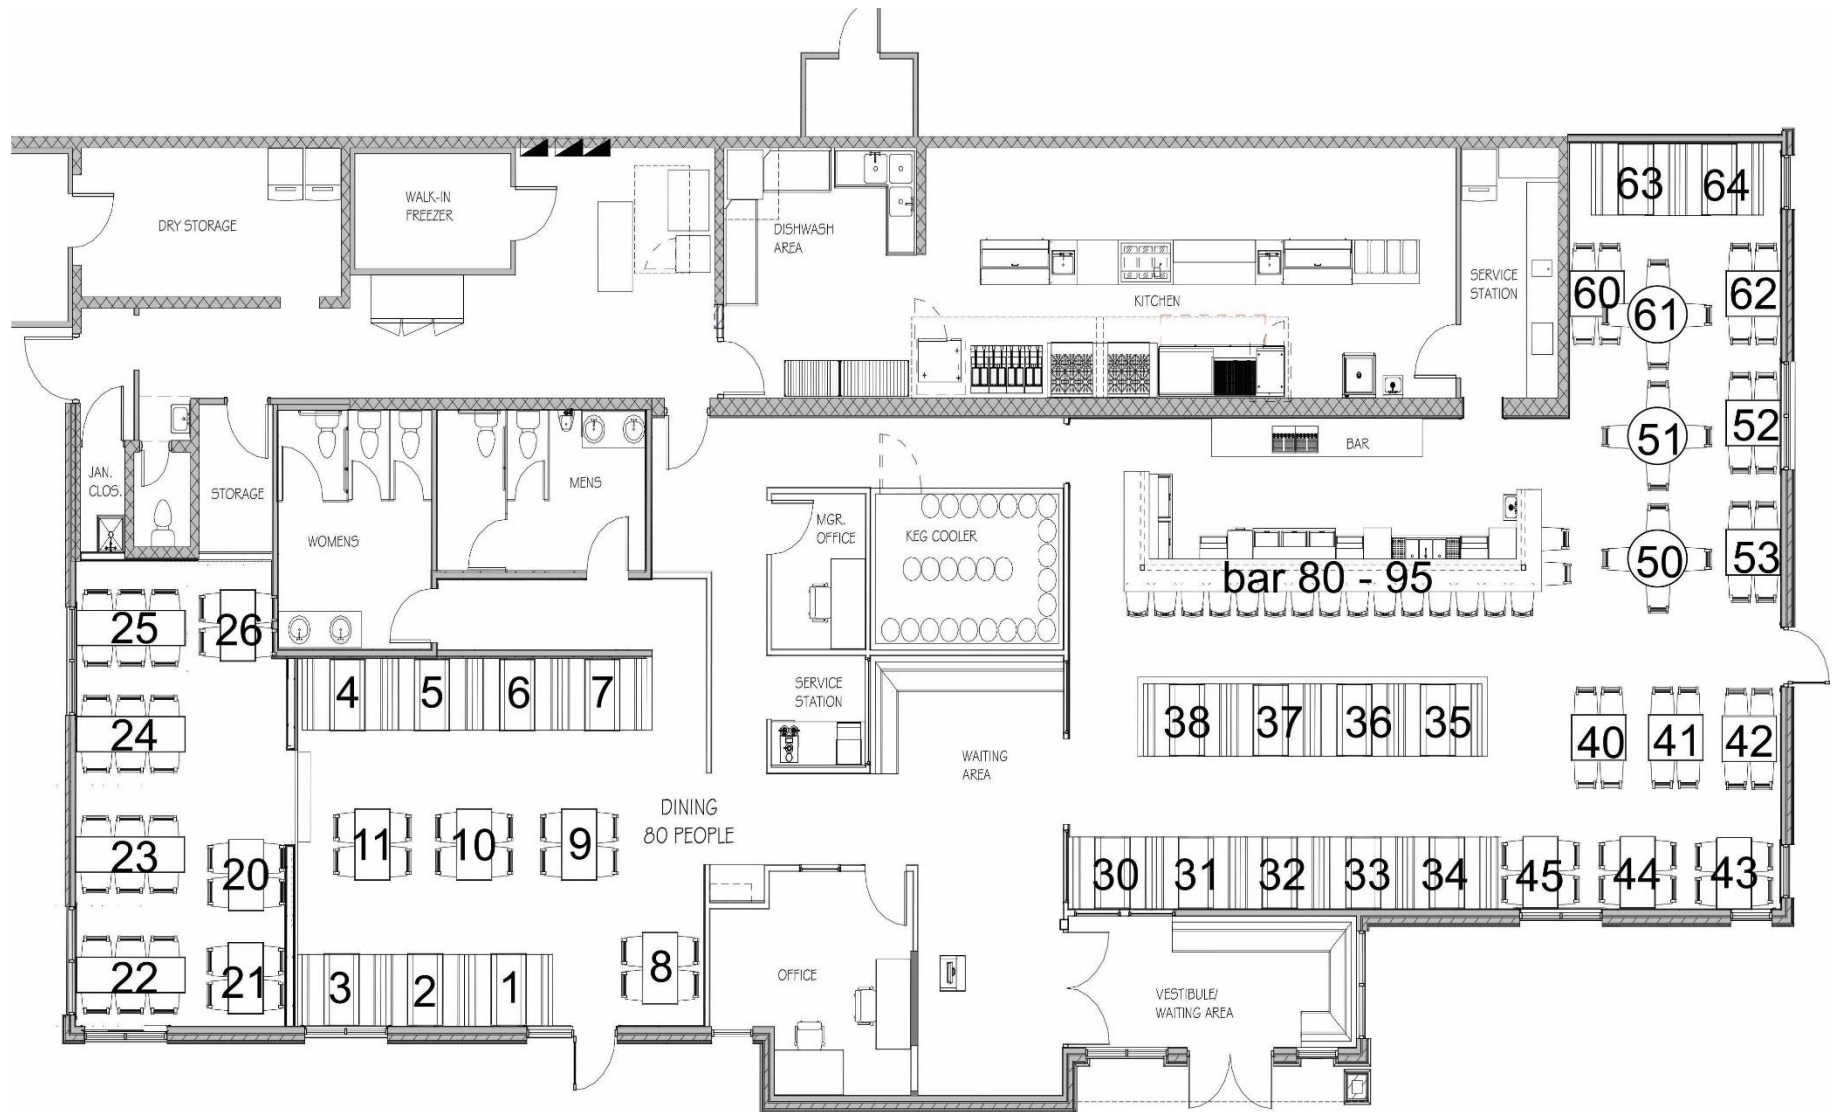 63
64
WALK-IN
FREEZER
DRY STORAGE
DISHWASH
AREA
KITCHEN
SERVICE
STATION
60
61
62
51
52
BAR
JAN.
CLOS.
STORAGE
MENS
WOMENS
MGR.
OFFICE
KEG COOLER
bar 80 - 95
50
53
25
26
4
5
6
7
SERVICE
STATION
24
38
37
36
35
40
41
42
WAITING
AREA
DINING
80 PEOPLE
11
10
9
23
20
30
31
32
33
34
45
44
43
22
21
3
2
1
8
OFFICE
VESTIBULE/
WAITING AREA